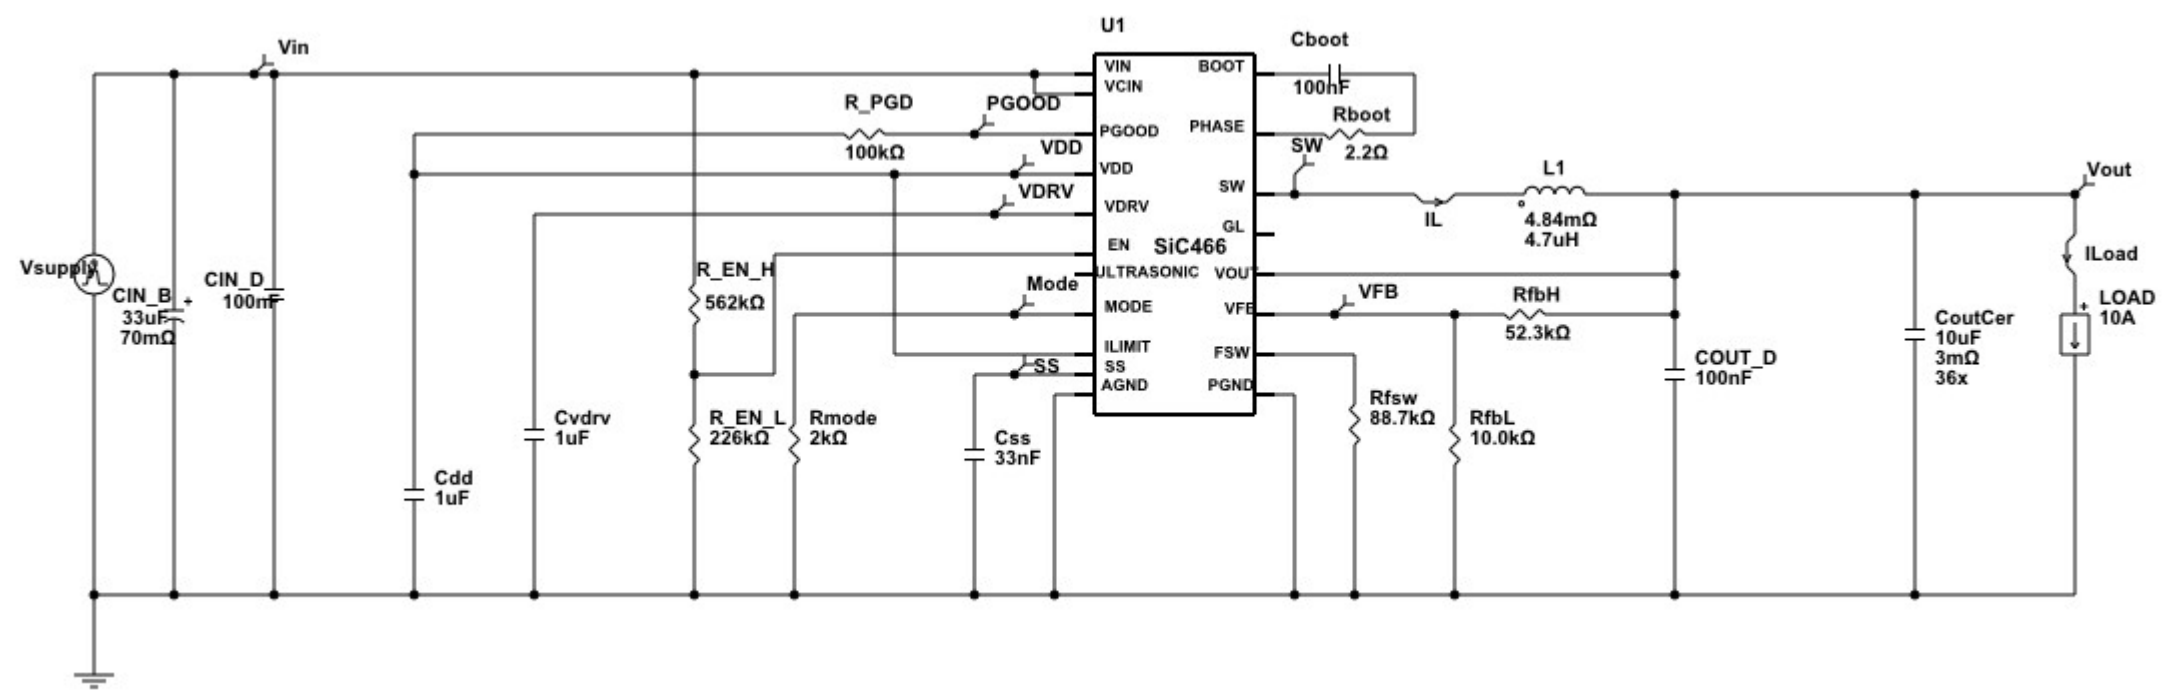 U1
Cboot
100nF
Vin
VIN
BOOT
VCIN
R_PGD
100kΩ
PGOOD
PGOOD
PHASE
Rboot
2.2Ω
VDD
VDD
SW
SW
L1
4.84mΩ
4.7uH
Vout
VDRV
VDRV
IL
GL
EN
SiC466
ULTRASONIC
VOUT
Vsupply
CIN_B
33uF
70mΩ
+
CIN_D
100nF
R_EN_H
562kΩ
Mode
MODE
VFB
VFB
RfbH
52.3kΩ
ILoad
LOAD
10A
+
CoutCer
10uF
3mΩ
36x
ILIMIT
FSW
SS
SS
AGND
PGND
COUT_D
100nF
Rfsw
88.7kΩ
RfbL
10.0kΩ
Cvdrv
1uF
R_EN_L
226kΩ
Rmode
2kΩ
Css
33nF
Cdd
1uF